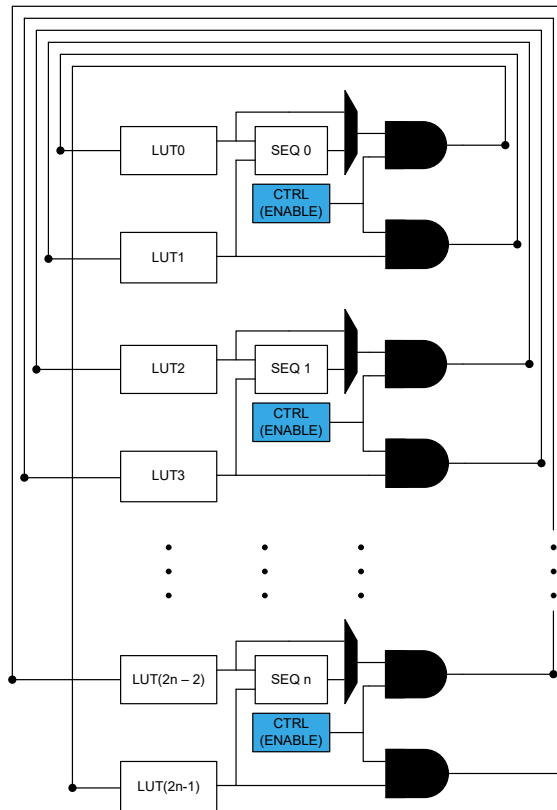 LUT0
SEQ 0
CTRL
(ENABLE)
LUT1
LUT2
SEQ 1
CTRL
(ENABLE)
LUT3
LUT(2n – 2)
SEQ n
CTRL
(ENABLE)
LUT(2n-1)